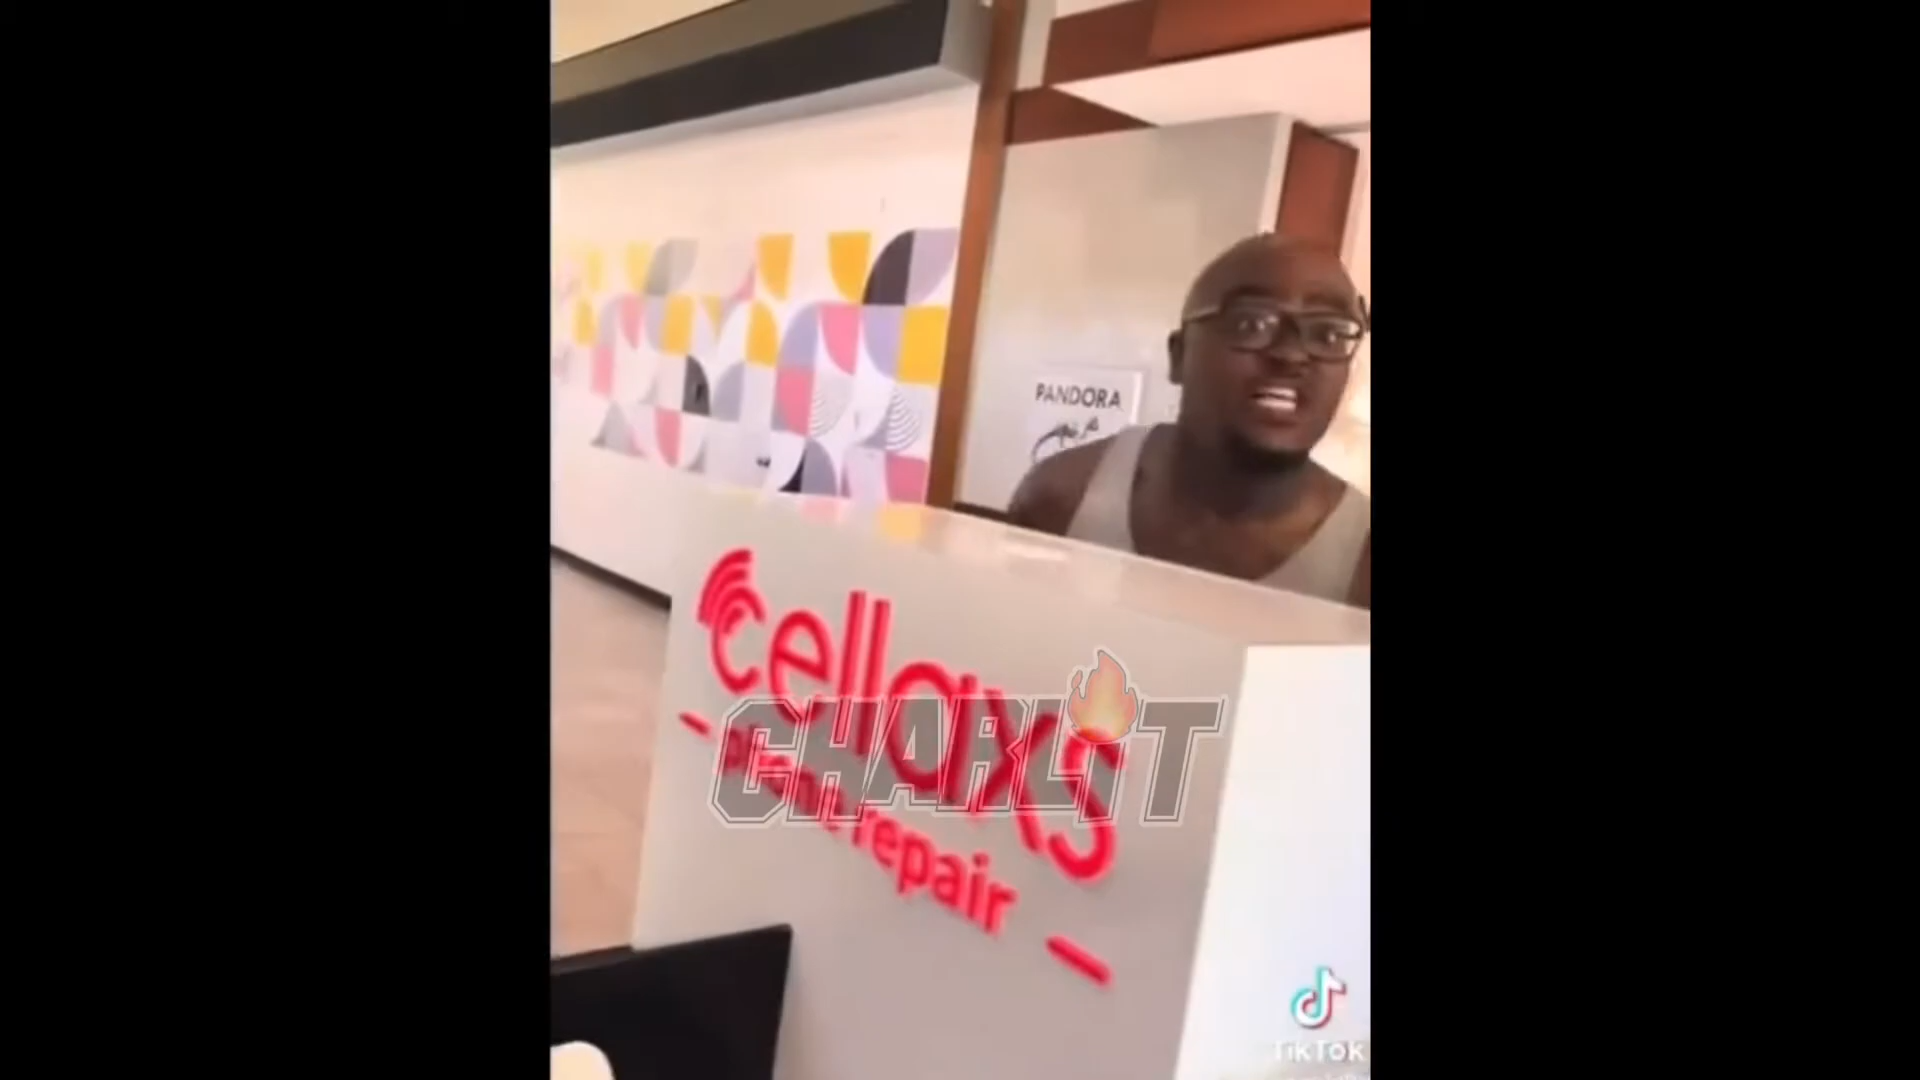 PANDORA
cellaxs
- phone repair -
CHARLIT
TikTok